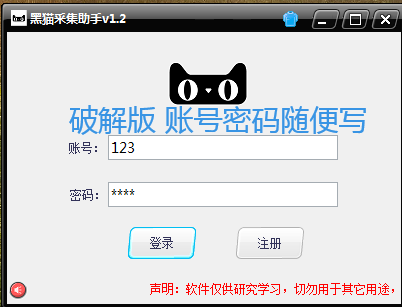 黑猫采集助手v1.2
破解版 账号密码随便写
账号： 123
密码： ****
登录 注册
声明：软件仅供研究学习，切勿用于其它用途，